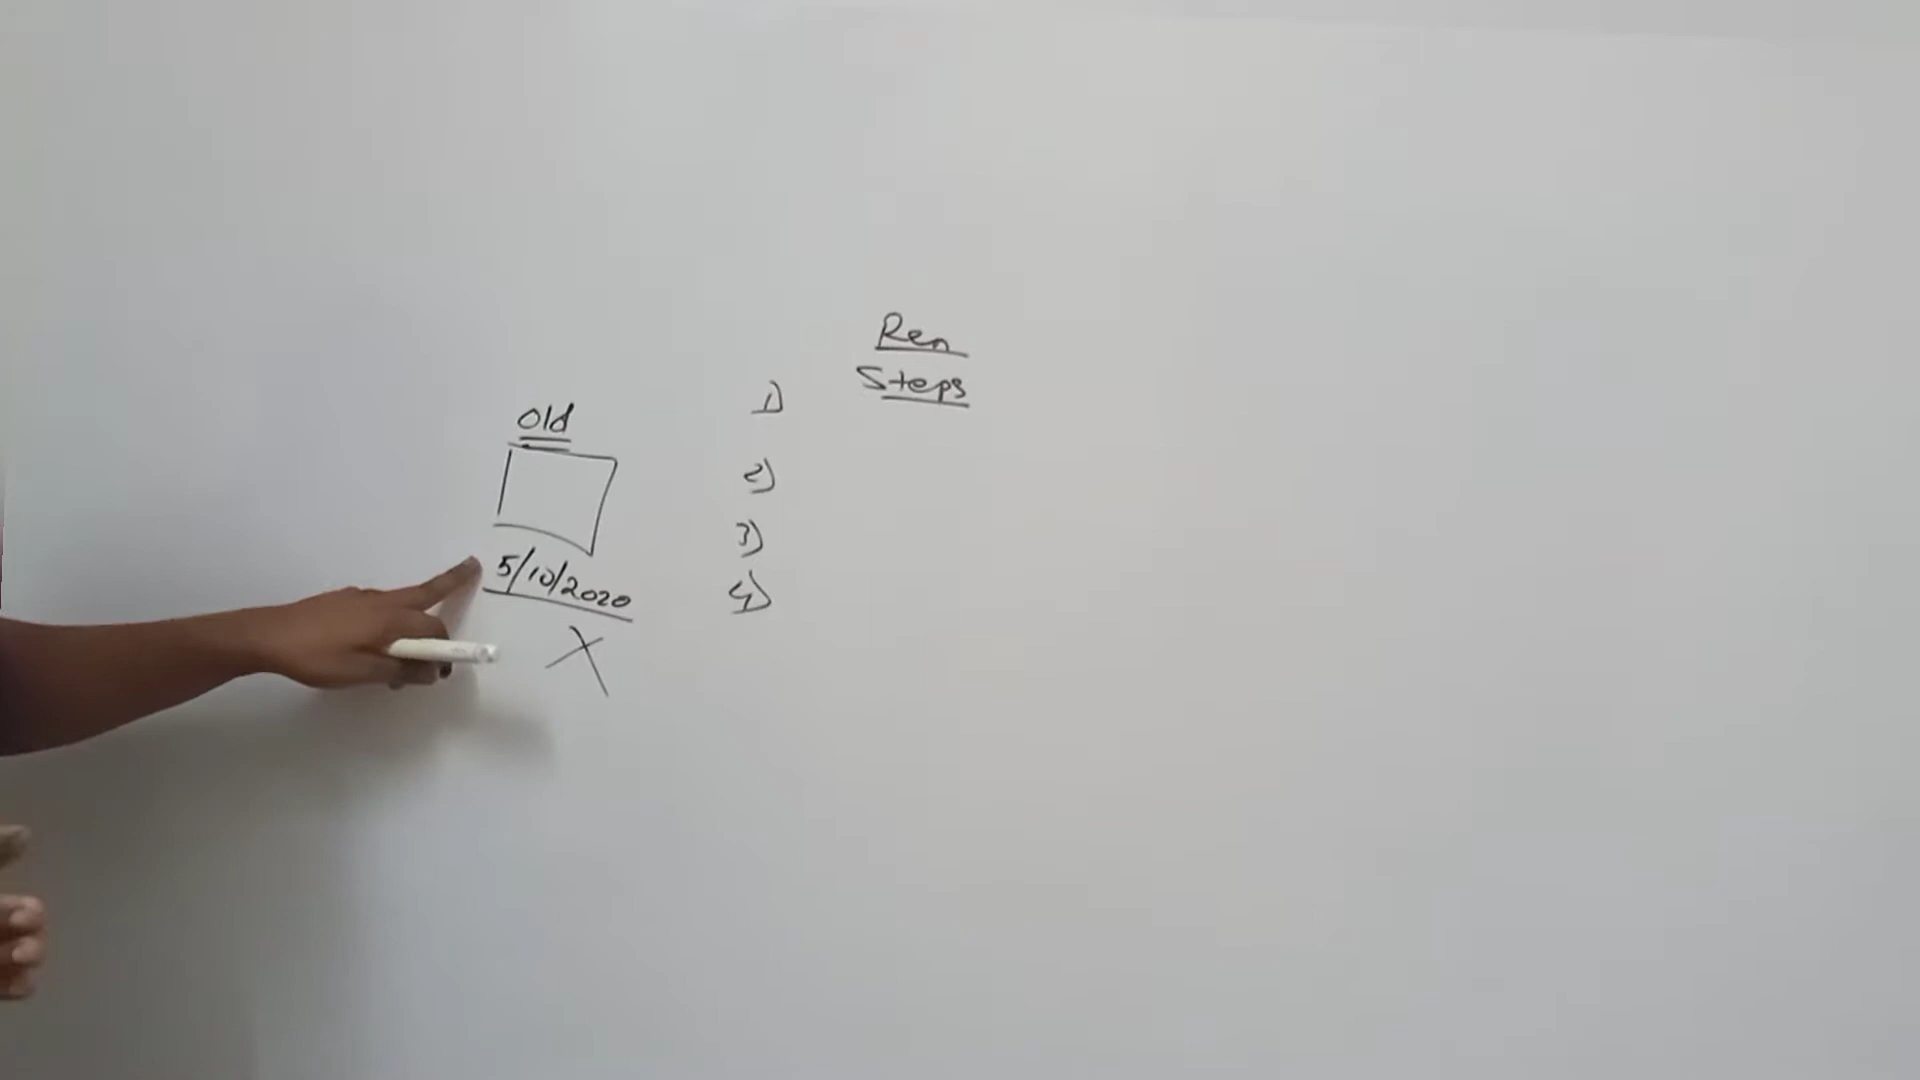 Ren
Steps
Old
5/10/2020
X
1)
2)
3)
4)